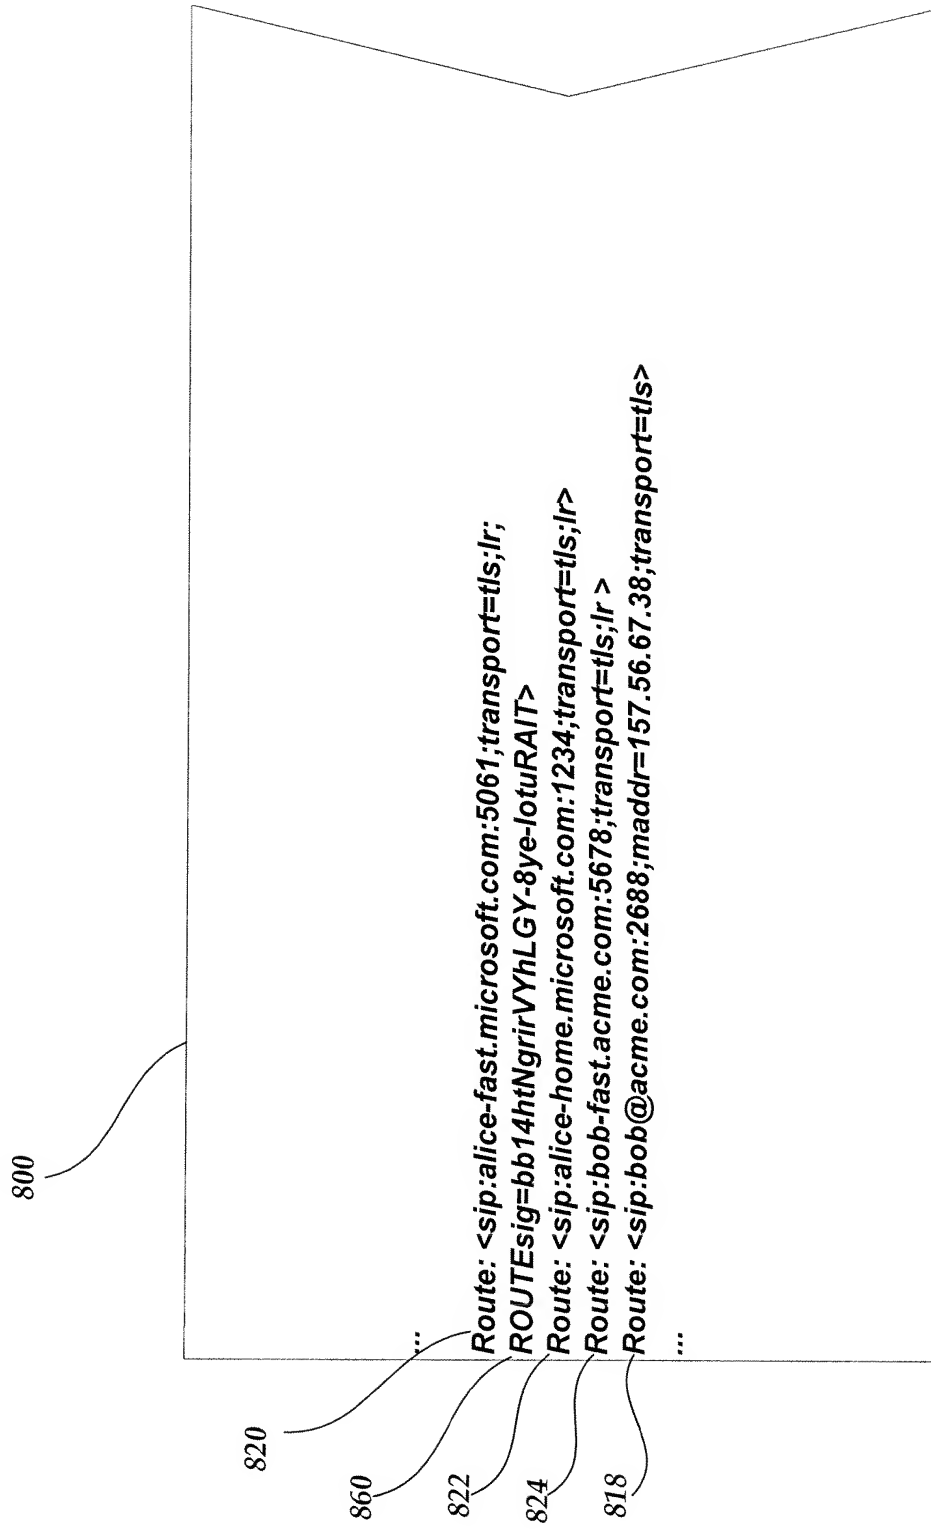 800
...
820
Route: <sip:alice-fast.microsoft.com:5061;transport=tls;lr;
860
ROUTEsig=bb14htNgrirVYhLGY-8ye-lotuRAIT>
822
Route: <sip:alice-home.microsoft.com:1234;transport=tls;lr>
824
Route: <sip:bob-fast.acme.com:5678;transport=tls;lr >
818
Route: <sip:bob@acme.com:2688;maddr=157.56.67.38;transport=tls>
...